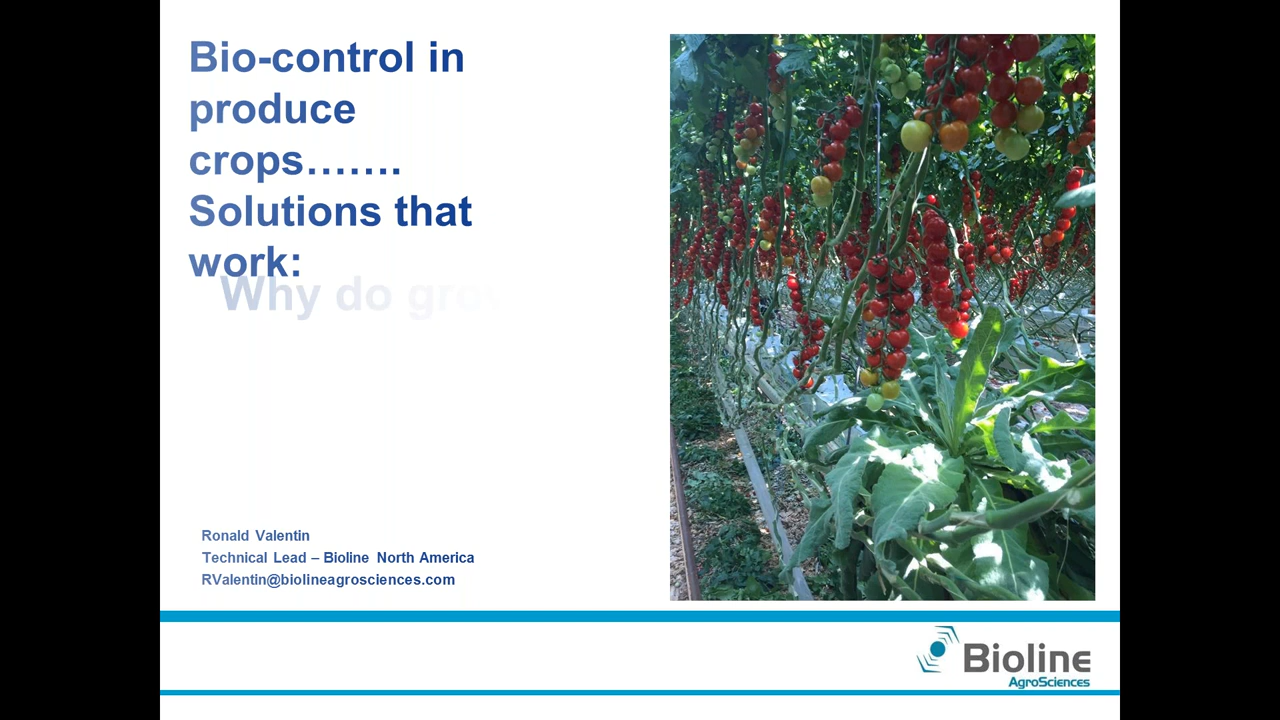 Bio-control in
produce
crops…….
Solutions that
work:
Why do
Ronald Valentin
Technical Lead – Bioline North America
RValentin@biolineagrosciences.com
Bioline
AgroSciences